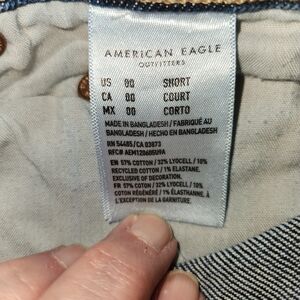 AMERICAN EAGLE
OUTFITTERS
US 00 SHORT
CA 00 COURT
MX 00 CORTO
MADE IN BANGLADESH / FABRIQUÉ AU
BANGLADESH / HECHO EN BANGLADESH
RN 54485/CA 03873
RFC# AEM120605U9A
EN 57% COTTON / 32% LYOCELL / 10%
RECYCLED COTTON / 1% ELASTANE.
EXCLUSIVE OF DECORATION.
FR 57% COTON / 32% LYOCELL / 10%
COTON RÉGÉNÉRÉ / 1% ÉLASTHANNE. À
L'EXCEPTION DE LA GARNITURE.